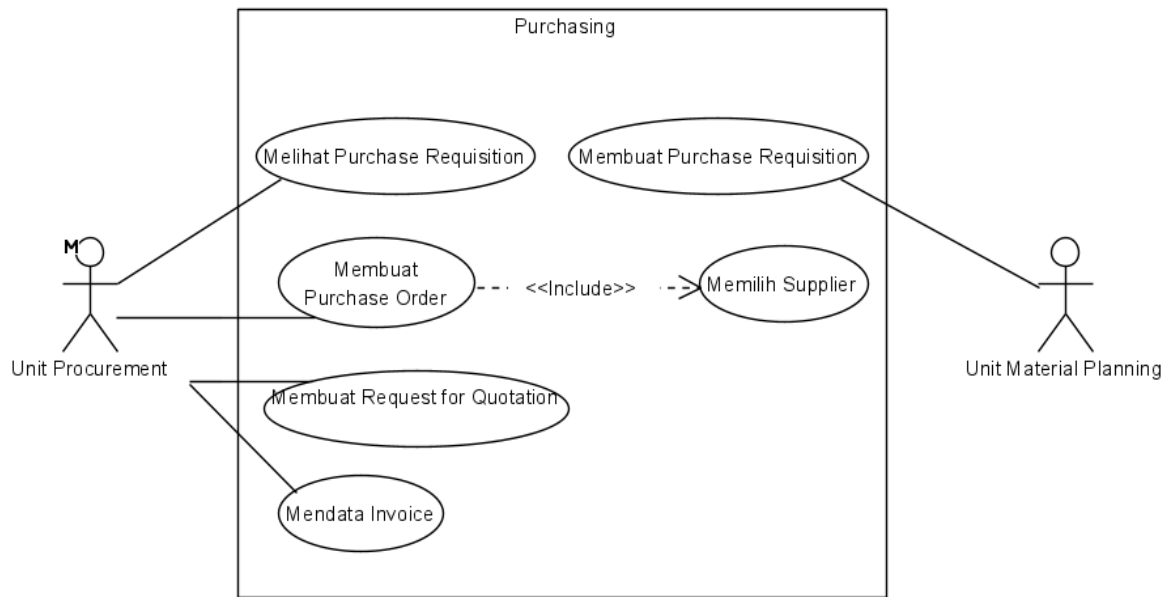 Purchasing
Melihat Purchase Requisition
Membuat Purchase Requisition
M
Membuat
Purchase Order
<<Include>>
Memilih Supplier
Unit Procurement
Unit Material Planning
Membuat Request for Quotation
Mendata Invoice